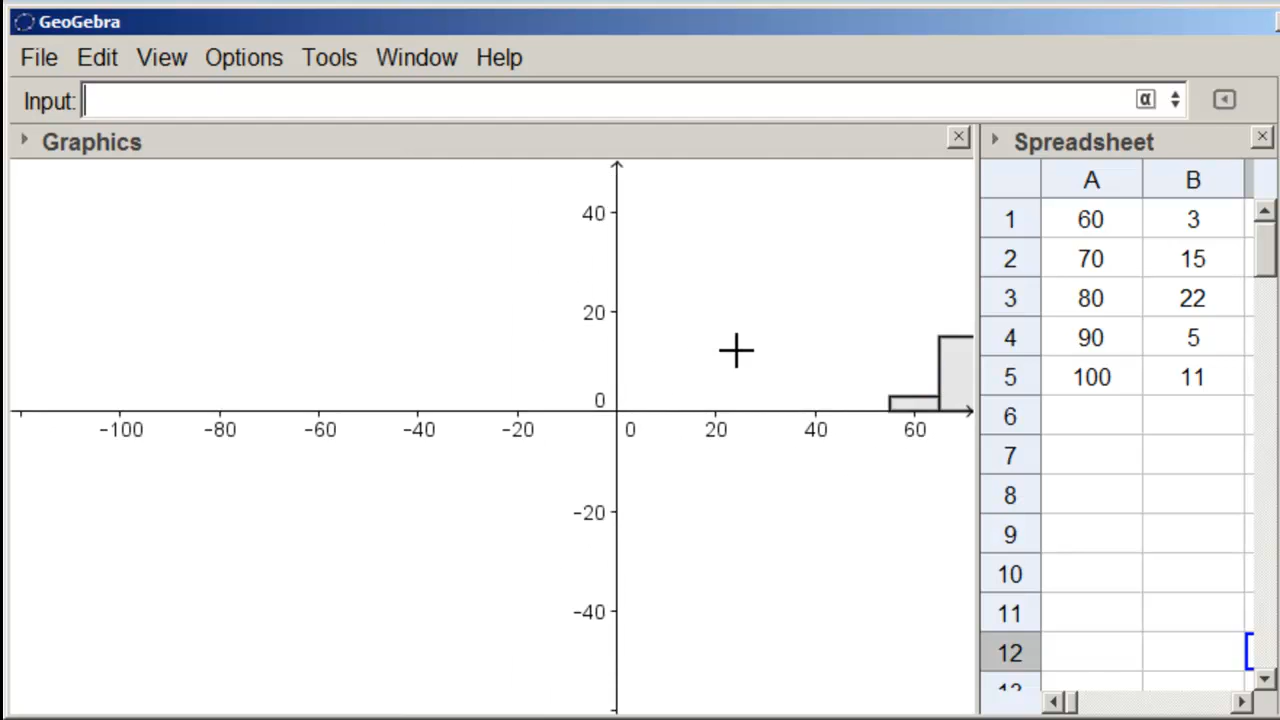 GeoGebra
File Edit View Options Tools Window Help
Input: α
Graphics Spreadsheet
A B
1 60 3
2 70 15
3 80 22
4 90 5
5 100 11
6
7
8
9
10
11
12
40
20
0
-100 -80 -60 -40 -20 0 20 40 60
-20
-40